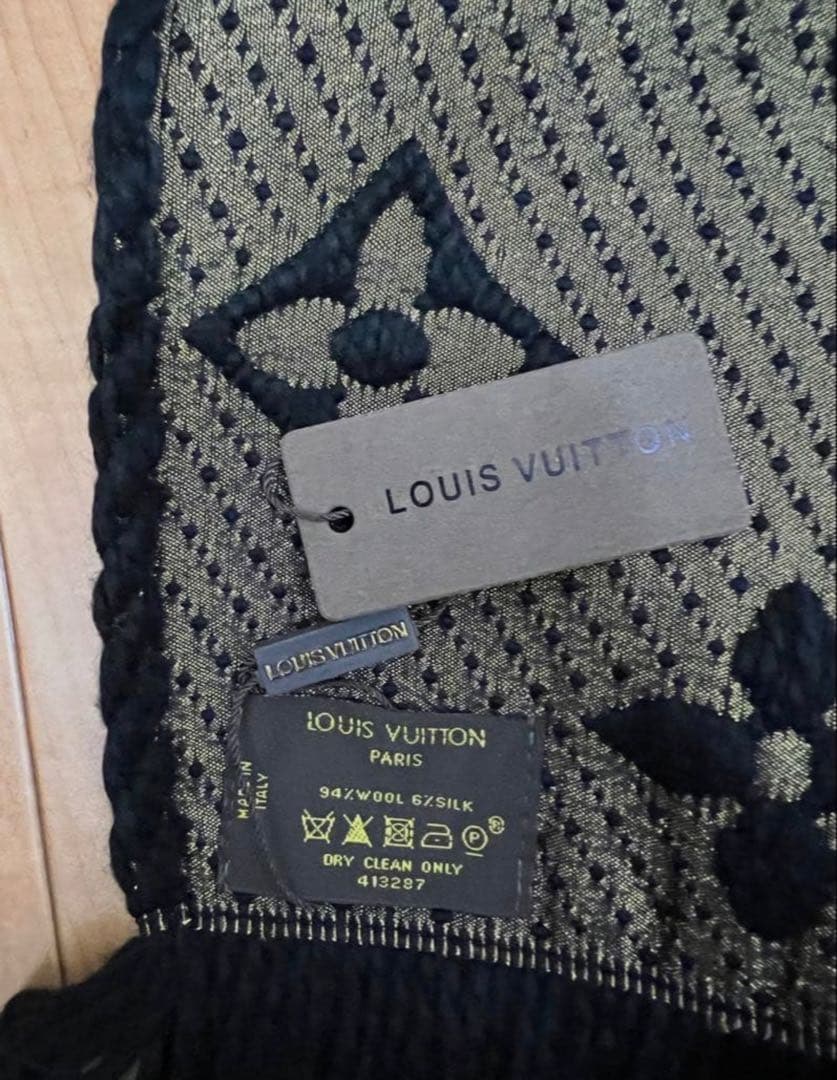 LOUIS VUITTON
LOUIS VUITTON
LOUIS VUITTON
PARIS
MADE IN
ITALY
94%WOOL 6%SILK
P
DRY CLEAN ONLY
413287